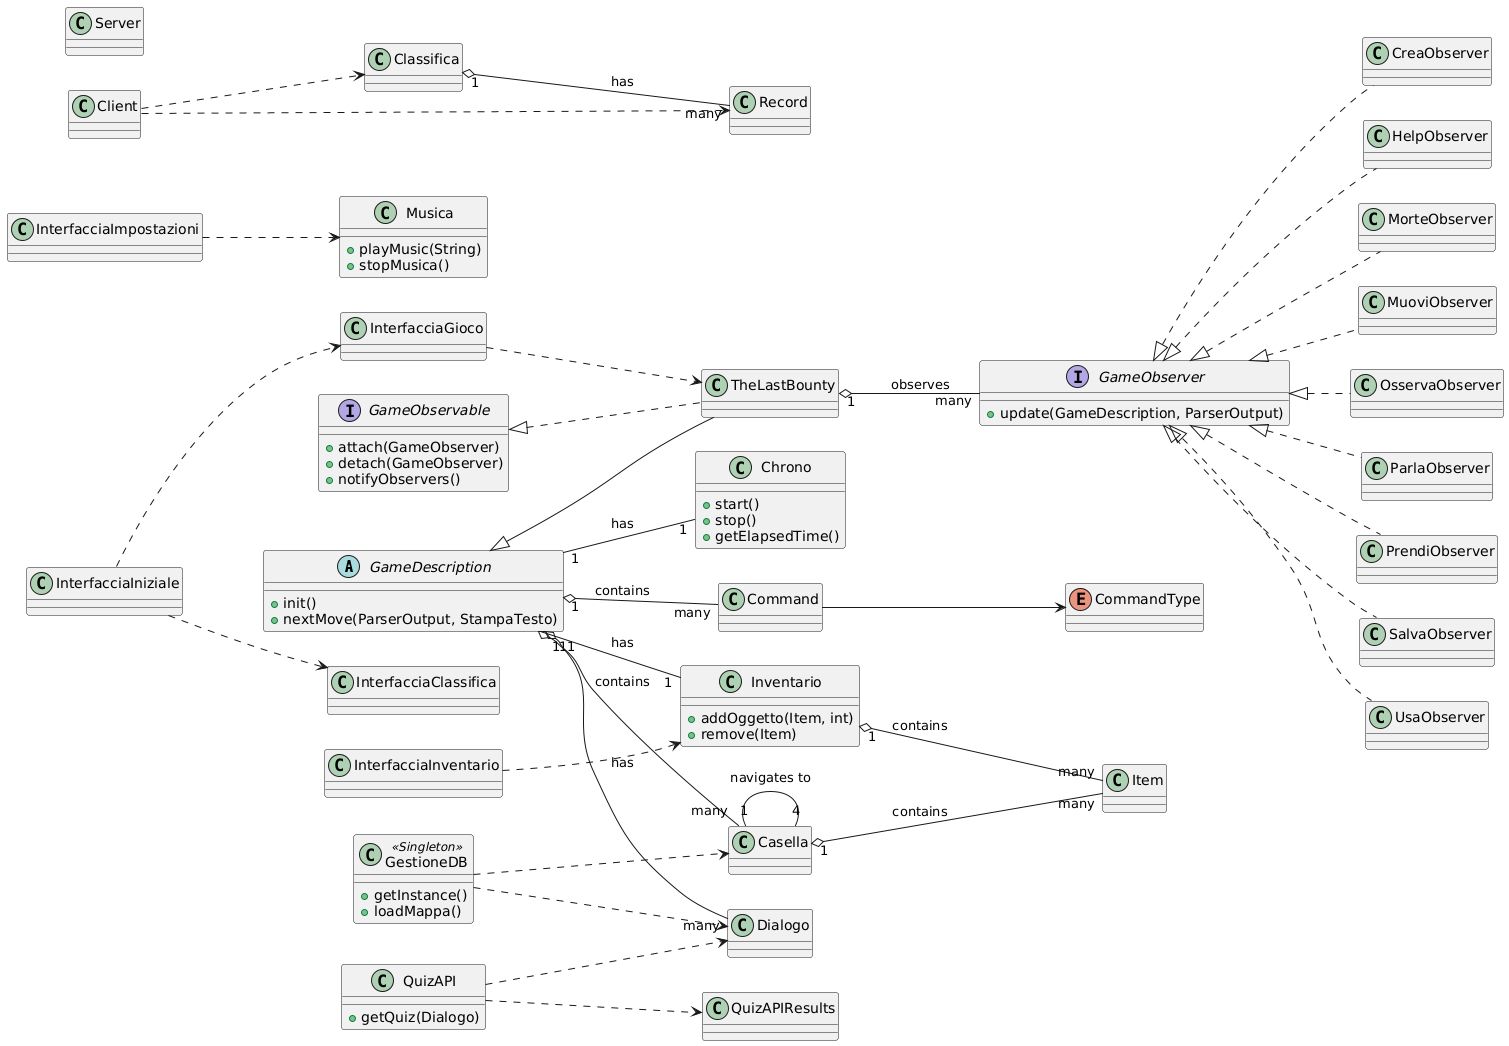 C Server
C Client
C Classifica
1
has
many
C Record
C InterfacciaImpostazioni
C Musica
playMusic(String)
stopMusica()
C InterfacciaGioco
I GameObservable
attach(GameObserver)
detach(GameObserver)
notifyObservers()
C TheLastBounty
1
observes
many
I GameObserver
update(GameDescription, ParserOutput)
C CreaObserver
C HelpObserver
C MorteObserver
C MuoviObserver
C OsservaObserver
C ParlaObserver
C PrendiObserver
C SalvaObserver
C UsaObserver
C Chrono
start()
stop()
getElapsedTime()
has
1
1
A GameDescription
init()
nextMove(ParserOutput, StampaTesto)
contains
1
many
C Command
E CommandType
C InterfacciaIniziale
C InterfacciaClassifica
111
has
1
contains
C Inventario
addOggetto(Item, int)
remove(Item)
1
contains
many
C InterfacciaInventario
has
navigates to
1
4
many
C Casella
1
contains
many
C Item
C «Singleton»
GestioneDB
getInstance()
loadMappa()
many
C Dialogo
C QuizAPI
getQuiz(Dialogo)
C QuizAPIResults